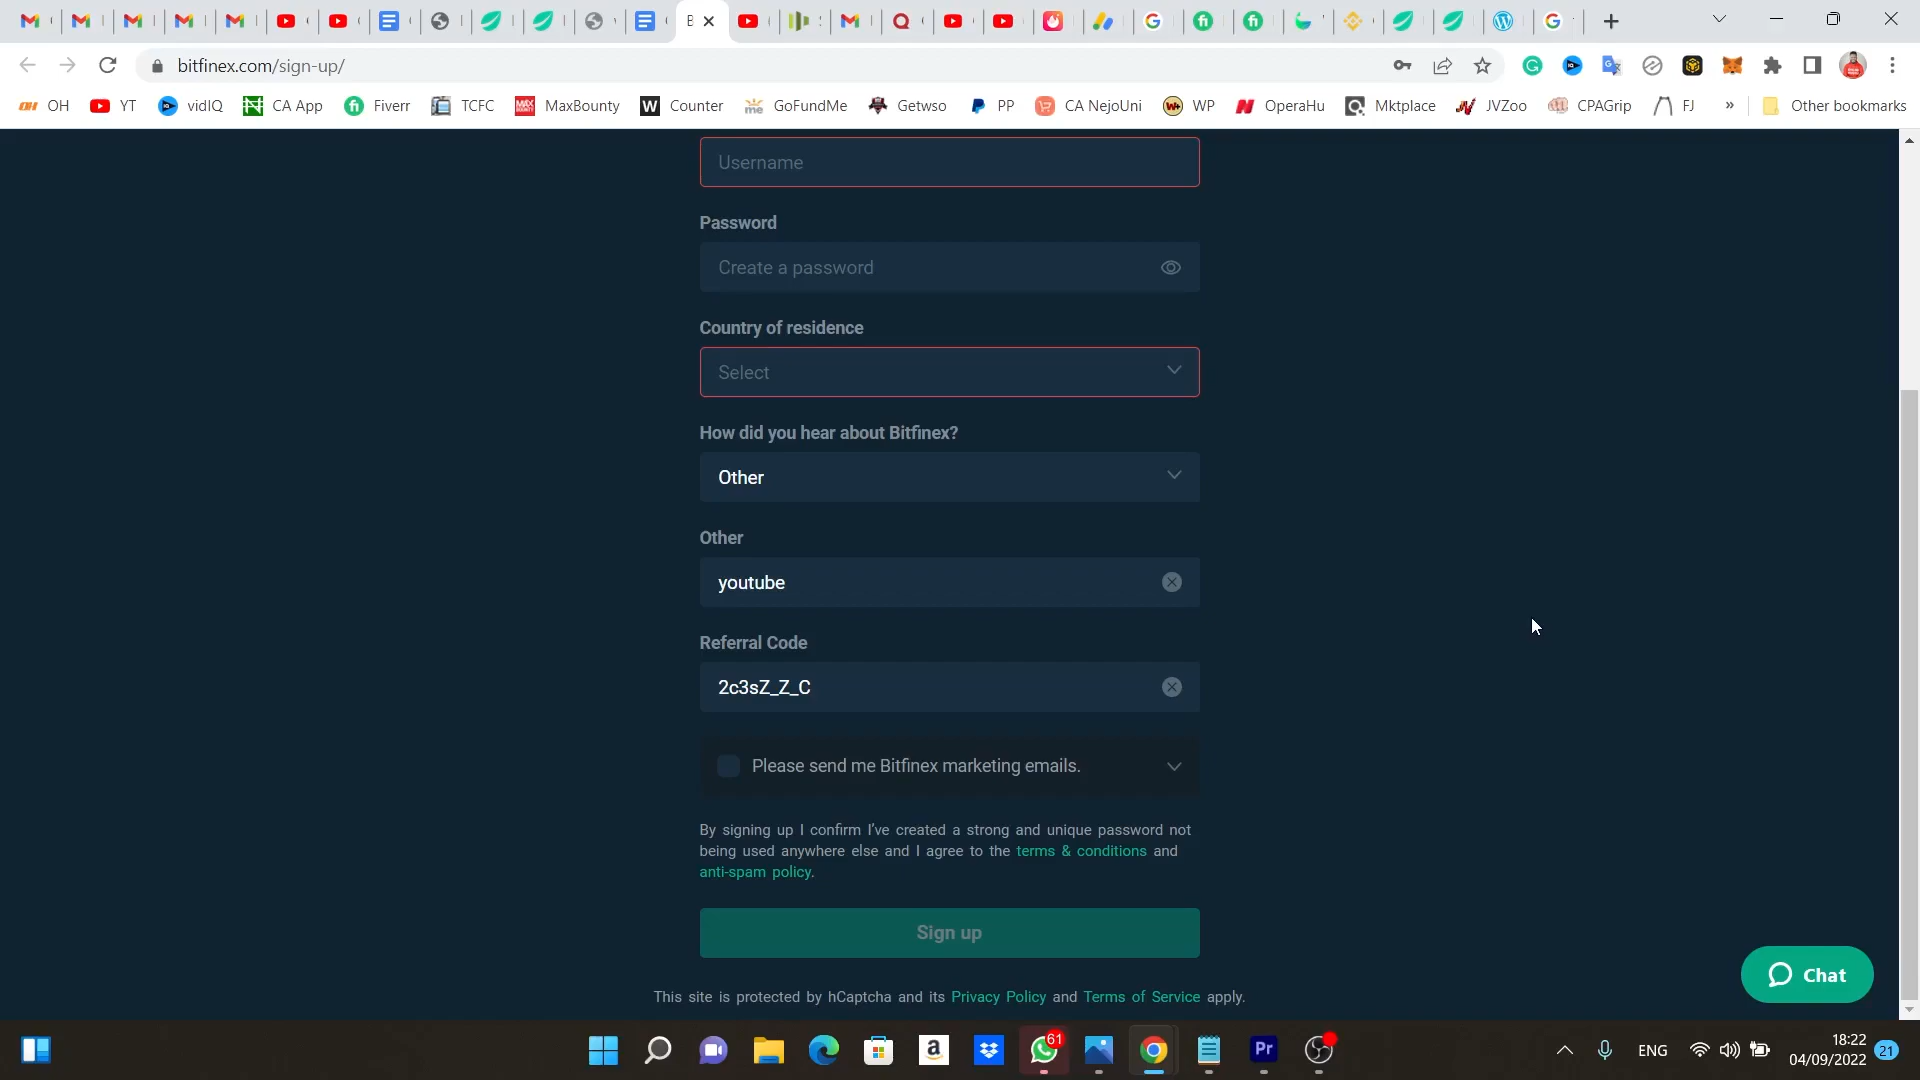 bitfinex.com/sign-up/
OH YT vidIQ CA App Fiverr TCFC MaxBounty Counter GoFundMe Getwso PP CA NejoUni WP OperaHu Mktplace JVZoo CPAGrip FJ » Other bookmarks
Username
Password
Create a password
Country of residence
Select
How did you hear about Bitfinex?
Other
Other
youtube
Referral Code
2c3sZ_Z_C
Please send me Bitfinex marketing emails.
By signing up I confirm I've created a strong and unique password not
being used anywhere else and I agree to the terms & conditions and
anti-spam policy.
Sign up
Chat
This site is protected by hCaptcha and its Privacy Policy and Terms of Service apply.
61
Pr
ENG
18:22
04/09/2022
21